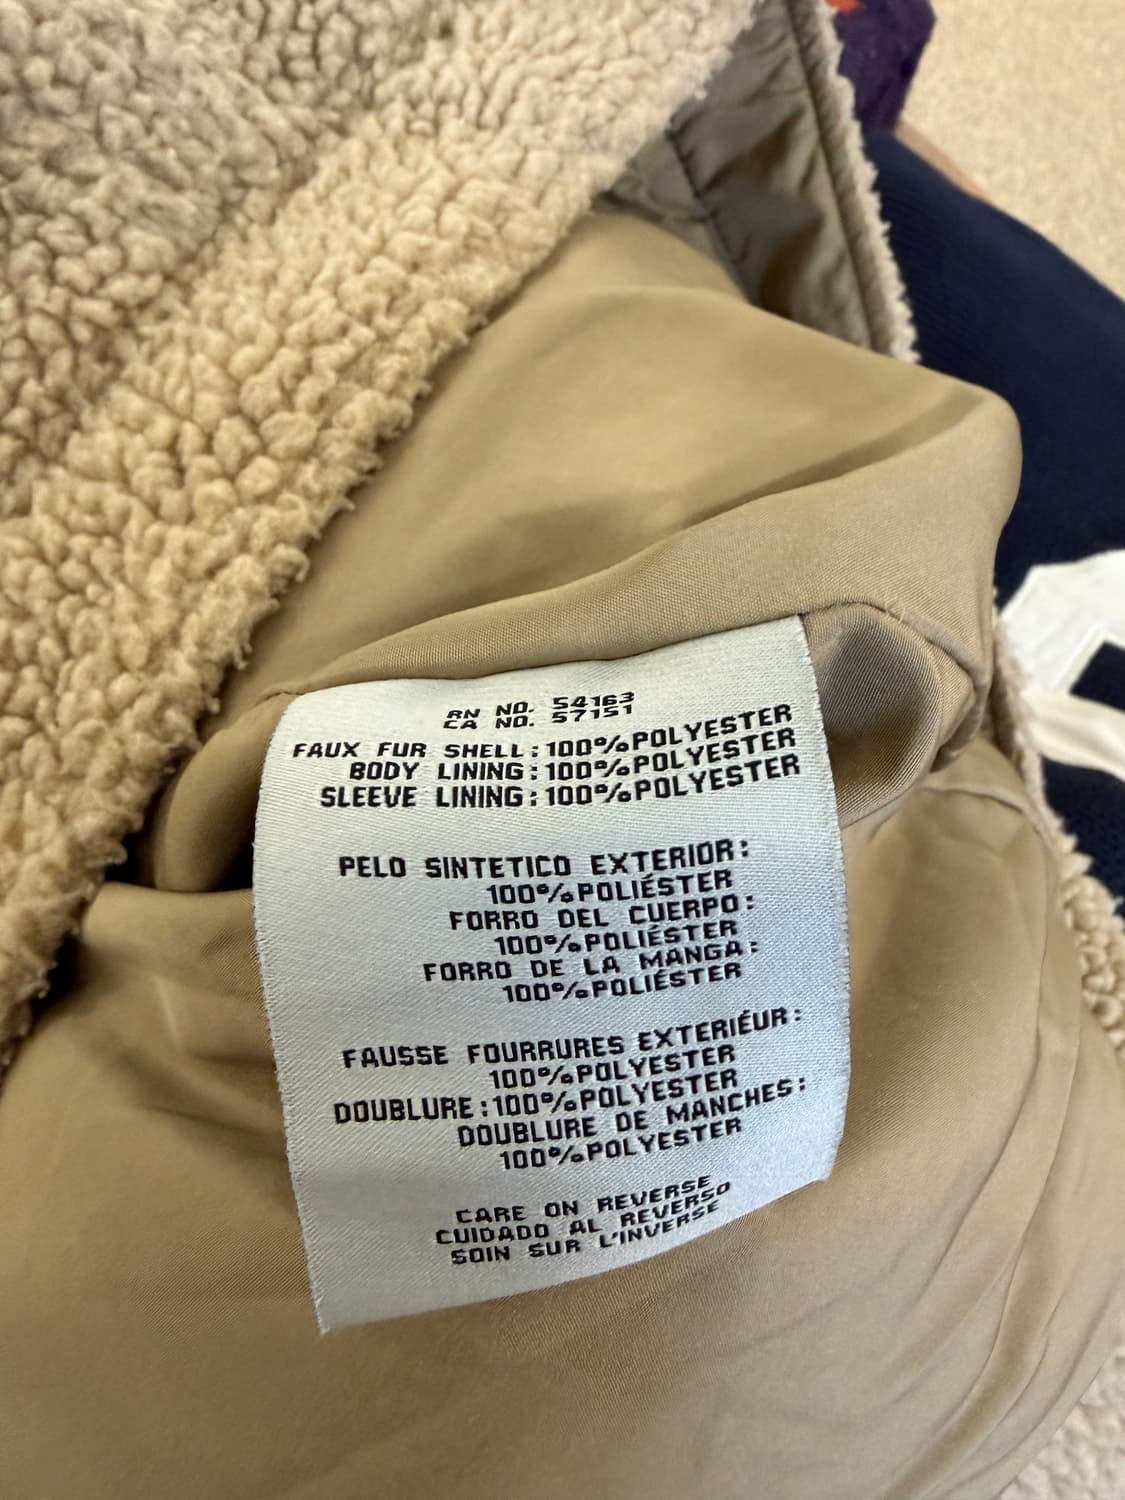 RN NO. 54163
CA NO. 57151
FAUX FUR SHELL:100%POLYESTER
BODY LINING:100%POLYESTER
SLEEVE LINING:100%POLYESTER
PELO SINTETICO EXTERIOR:
100%POLIÉSTER
FORRO DEL CUERPO:
100%POLIÉSTER
FORRO DE LA MANGA:
100%POLIÉSTER
FAUSSE FOURRURES EXTERIÉUR:
100%POLYESTER
DOUBLURE:100%POLYESTER
DOUBLURE DE MANCHES:
100%POLYESTER
CARE ON REVERSE
CUIDADO AL REVERSO
SOIN SUR L'INVERSE